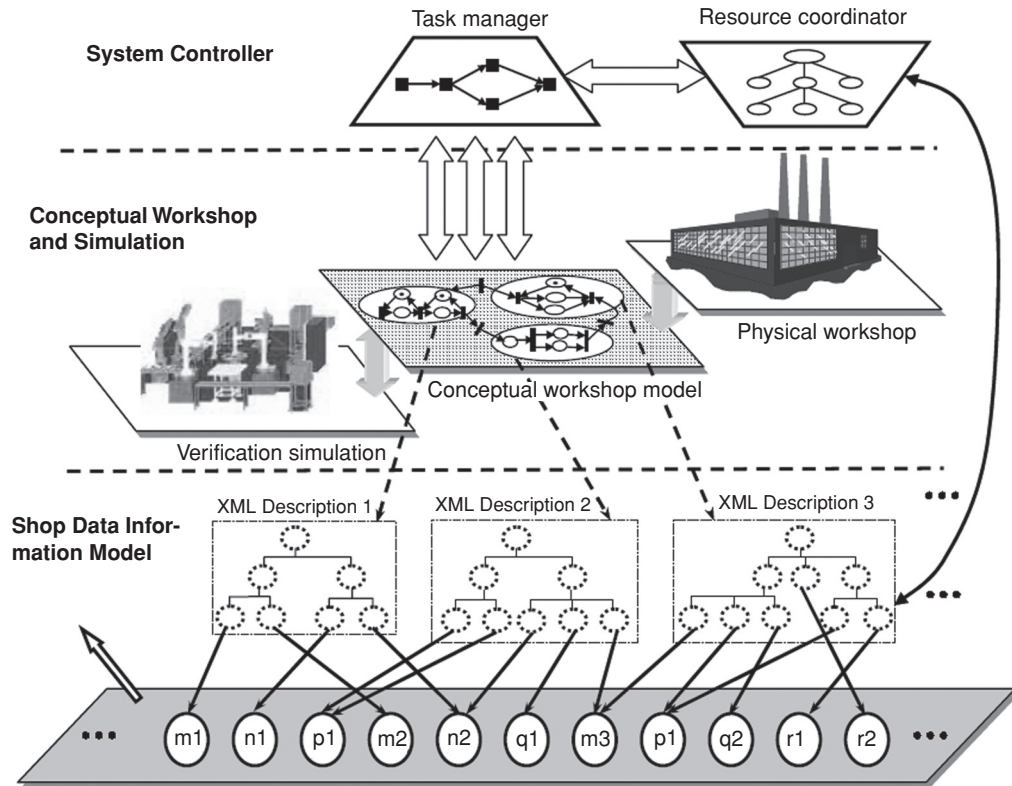 Task manager
Resource coordinator
System Controller
Conceptual Workshop
and Simulation
Physical workshop
Conceptual workshop model
Verification simulation
XML Description 1
XML Description 2
XML Description 3
Shop Data Infor-
mation Model
m1 n1 p1 m2 n2 q1 m3 p1 q2 r1 r2